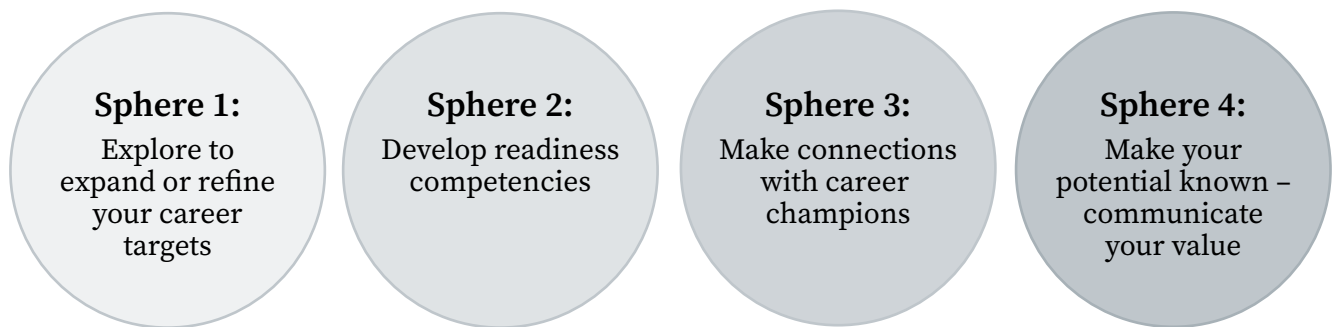 Sphere 1:
Explore to
expand or refine
your career
targets
Sphere 2:
Develop readiness
competencies
Sphere 3:
Make connections
with career
champions
Sphere 4:
Make your
potential known –
communicate
your value